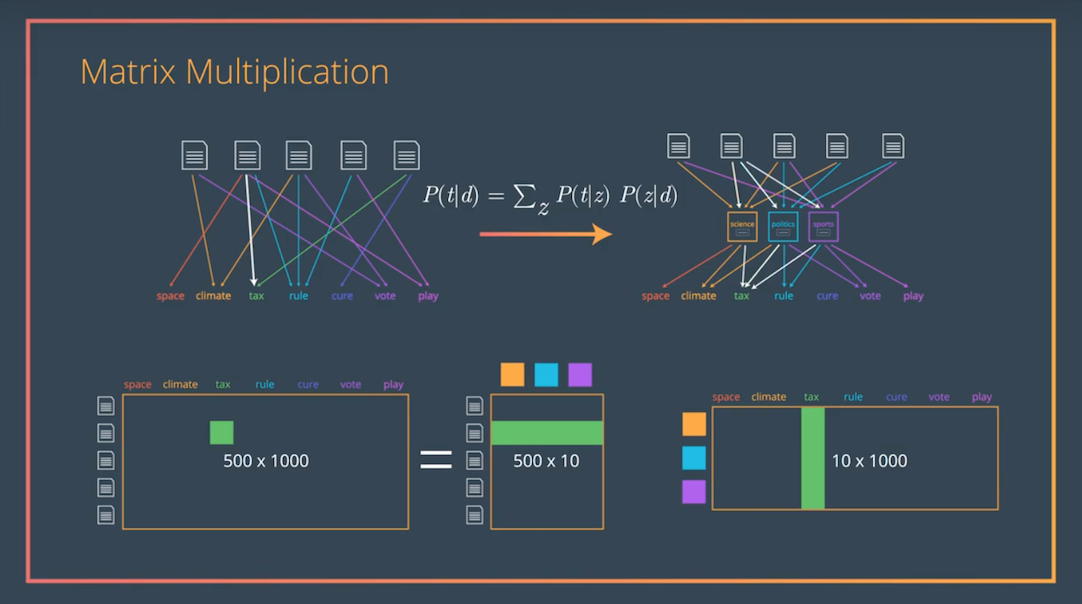 Matrix Multiplication
P(t|d) = ∑z P(t|z) P(z|d)
science politics sports
space climate tax rule cure vote play
space climate tax rule cure vote play
space climate tax rule cure vote play
500 x 1000
=
500 x 10
space climate tax rule cure vote play
10 x 1000